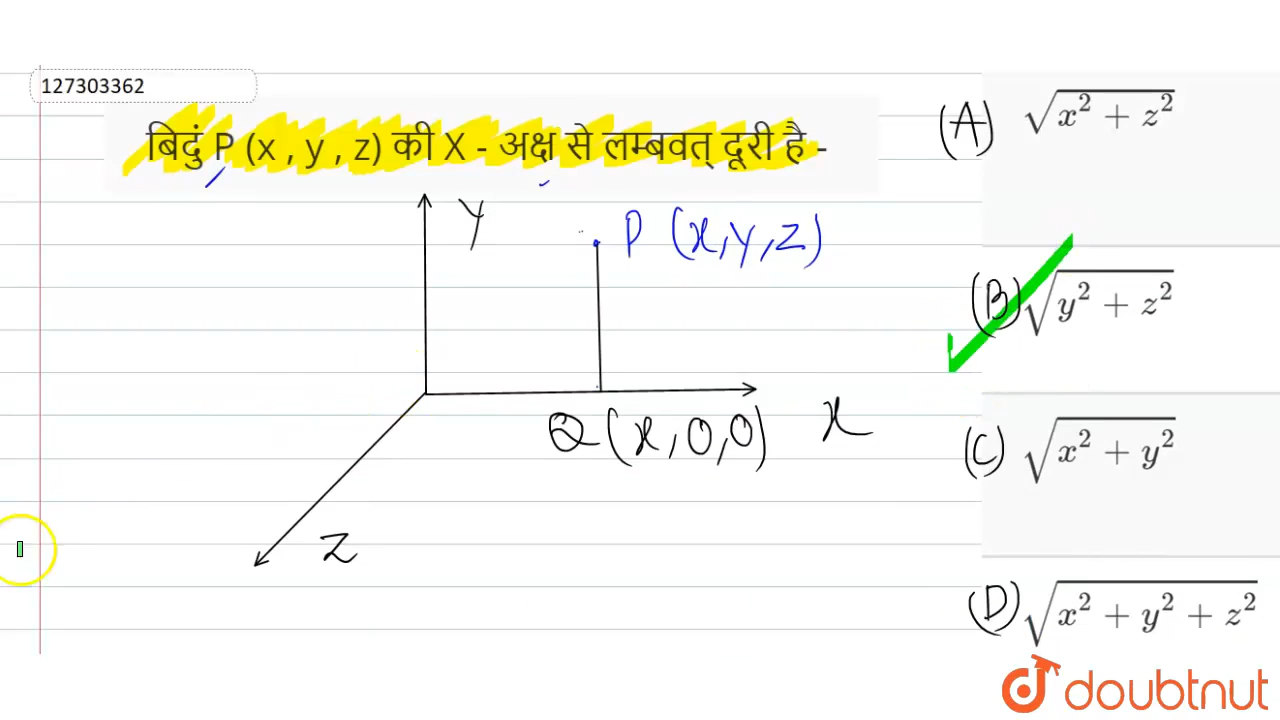 127303362
बिदुं P (x , y , z) की X - अक्ष से लम्बवत् दूरी है -
(A) √x² + z²
Y
P (x, y, z)
(B) √y² + z²
Q (x, 0, 0)
x
(C) √x² + y²
z
(D) √x² + y² + z²
doubtnut